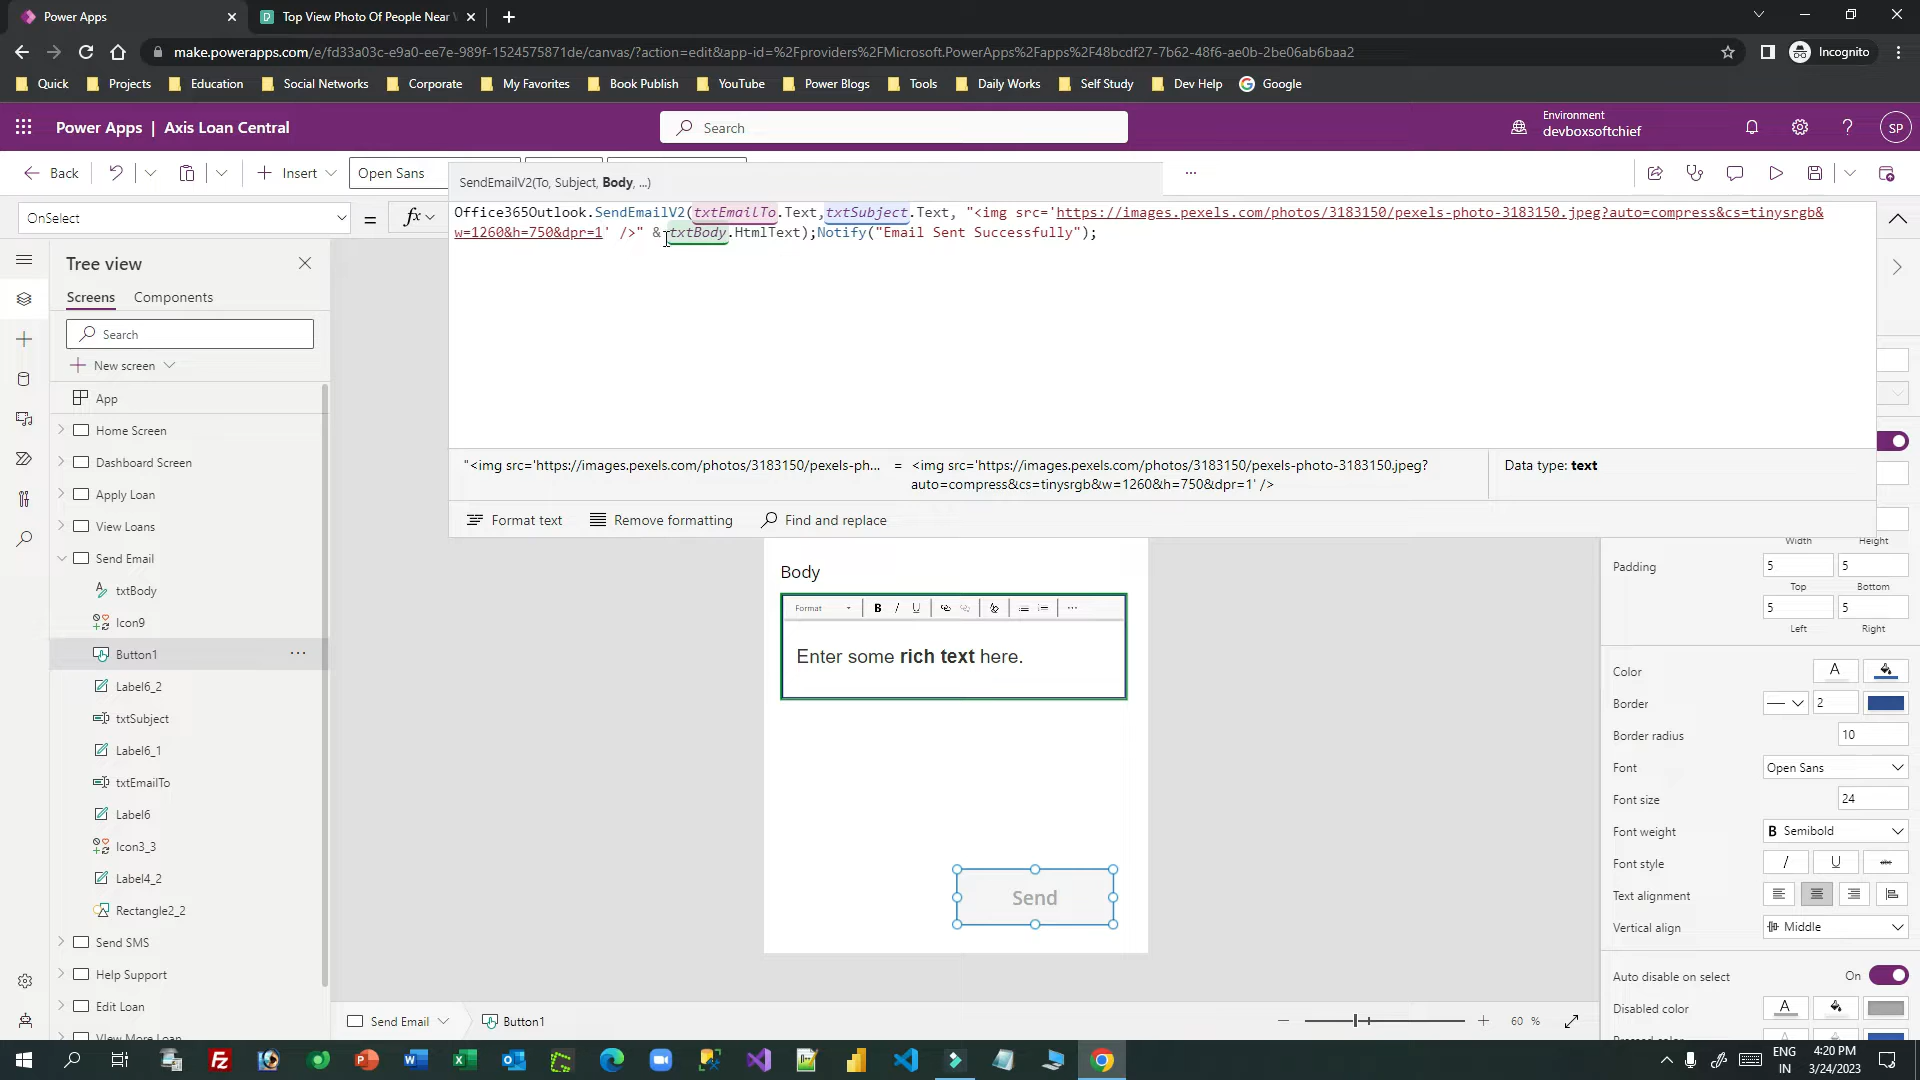 Power Apps
Top View Photo Of People Near
make.powerapps.com/e/fd33a03c-e9a0-ee7e-989f-1524575871de/canvas/?action=edit&app-id=%2Fproviders%2FMicrosoft.PowerApps%2Fapps%2F48bcdf27-7b62-48f6-ae0b-2be06ab6baa2
Incognito
Quick
Projects
Education
Social Networks
Corporate
My Favorites
Book Publish
YouTube
Power Blogs
Tools
Daily Works
Self Study
Dev Help
Google
Power Apps | Axis Loan Central
Search
Environment
devboxsoftchief
SP
Back
Insert
Open Sans
SendEmailV2(To, Subject, Body, ...)
OnSelect
= fx
Office365Outlook.SendEmailV2(txtEmailTo.Text,txtSubject.Text, "<img src='https://images.pexels.com/photos/3183150/pexels-photo-3183150.jpeg?auto=compress&cs=tinysrgb&
w=1260&h=750&dpr=1' />" & txtBody.HtmlText);Notify("Email Sent Successfully");
"<img src='https://images.pexels.com/photos/3183150/pexels-ph... = <img src='https://images.pexels.com/photos/3183150/pexels-photo-3183150.jpeg?
auto=compress&cs=tinysrgb&w=1260&h=750&dpr=1' />
Data type: text
Format text
Remove formatting
Find and replace
Tree view
Screens
Components
Search
New screen
App
Home Screen
Dashboard Screen
Apply Loan
View Loans
Send Email
txtBody
Icon9
Button1
Label6_2
txtSubject
Label6_1
txtEmailTo
Label6
Icon3_3
Label4_2
Rectangle2_2
Send SMS
Help Support
Edit Loan
View More Loan
Body
Format
B I U
Enter some rich text here.
Send
Width Height
Padding 5 5
Top Bottom
5 5
Left Right
Color A
Border 2
Border radius 10
Font Open Sans
Font size 24
Font weight B Semibold
Font style / U abc
Text alignment
Vertical align Middle
Auto disable on select On
Disabled color A
Pressed color
Send Email
Button1
60 %
ENG
IN
4:20 PM
3/24/2023